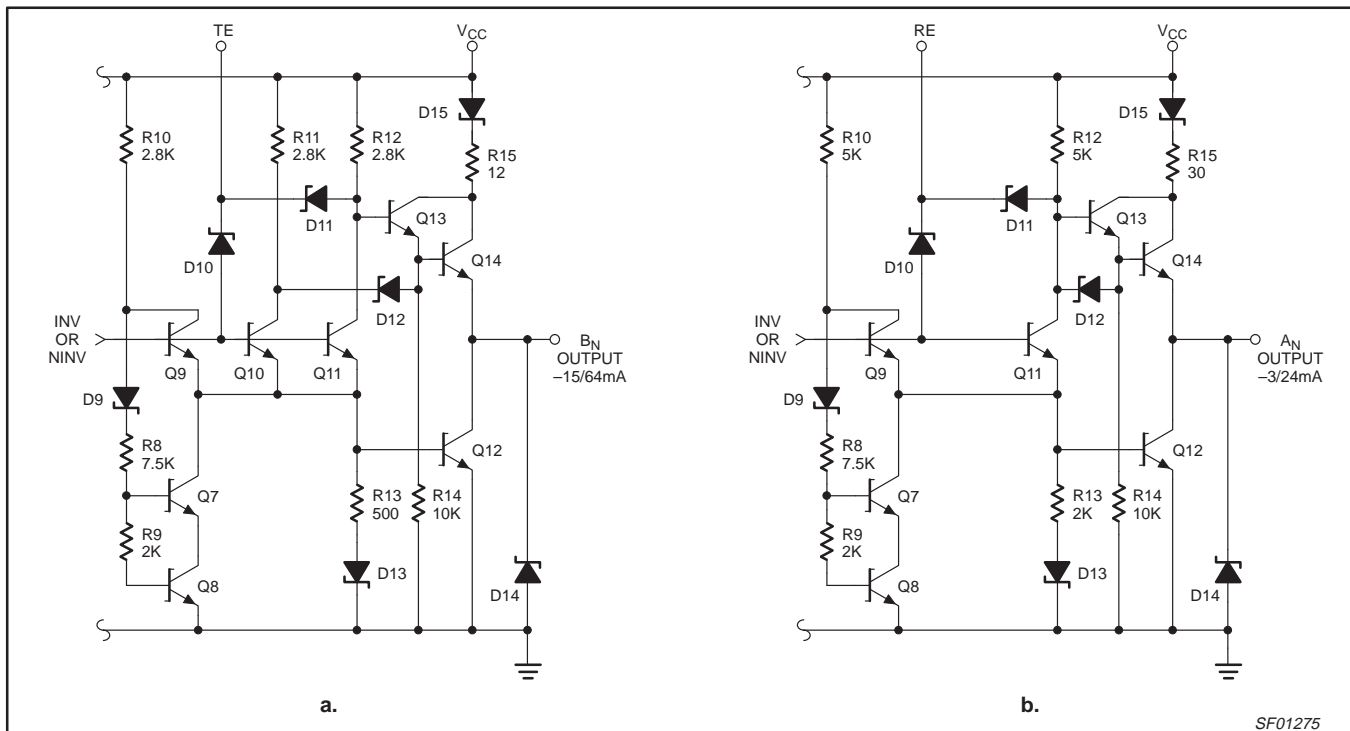 TE
VCC
D15
R10
2.8K
R11
2.8K
R12
2.8K
R15
12
D11
Q13
D10
Q14
D12
INV
OR
NINV
Q9
Q10
Q11
BN
OUTPUT
–15/64mA
D9
R8
7.5K
Q12
Q7
R13
500
R14
10K
R9
2K
D13
D14
Q8
a.
RE
VCC
D15
R10
5K
R12
5K
R15
30
D11
Q13
D10
Q14
D12
INV
OR
NINV
Q9
Q11
AN
OUTPUT
–3/24mA
D9
R8
7.5K
Q12
Q7
R13
2K
R14
10K
R9
2K
D13
D14
Q8
b.
SF01275